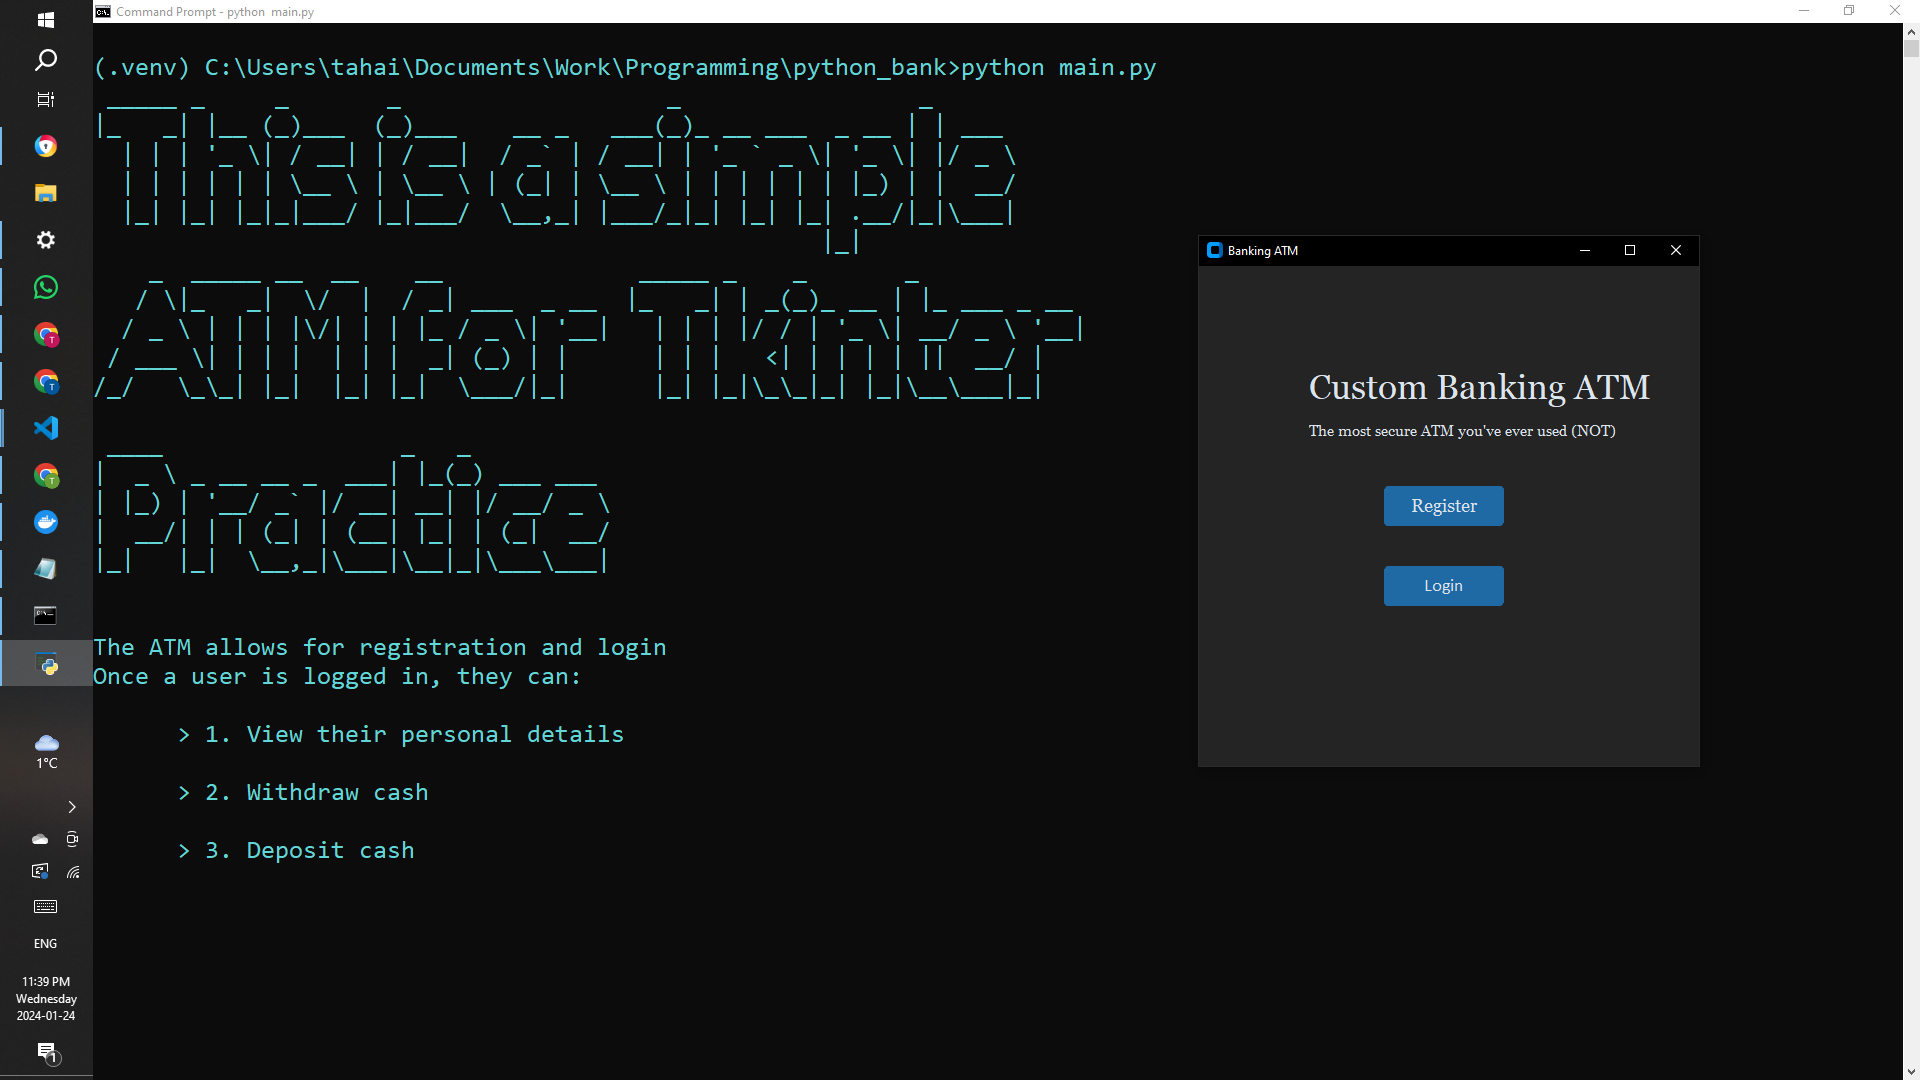 Command Prompt - python  main.py
(.venv) C:\Users\tahai\Documents\Work\Programming\python_bank>python main.py
This is a simple
ATM for Tkinter
Practice
The ATM allows for registration and login
Once a user is logged in, they can:
> 1. View their personal details
> 2. Withdraw cash
> 3. Deposit cash
Banking ATM
Custom Banking ATM
The most secure ATM you've ever used (NOT)
Register
Login
1°C
ENG
11:39 PM
Wednesday
2024-01-24
1